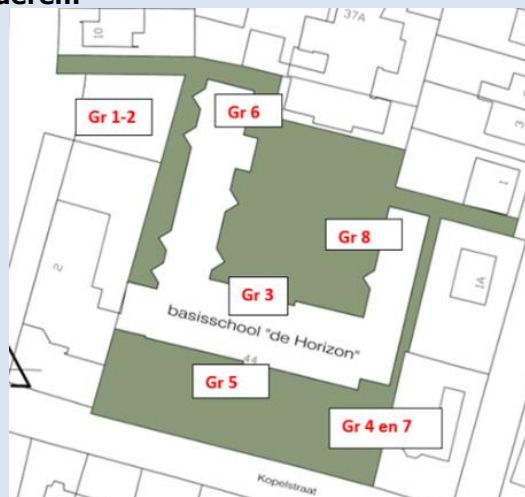 37A
10
Gr 6
Gr 1-2
3
1
Gr 8
2
Gr 3
1A
basisschool "de Horizon"
44
Gr 5
Gr 4 en 7
Kopelstraat